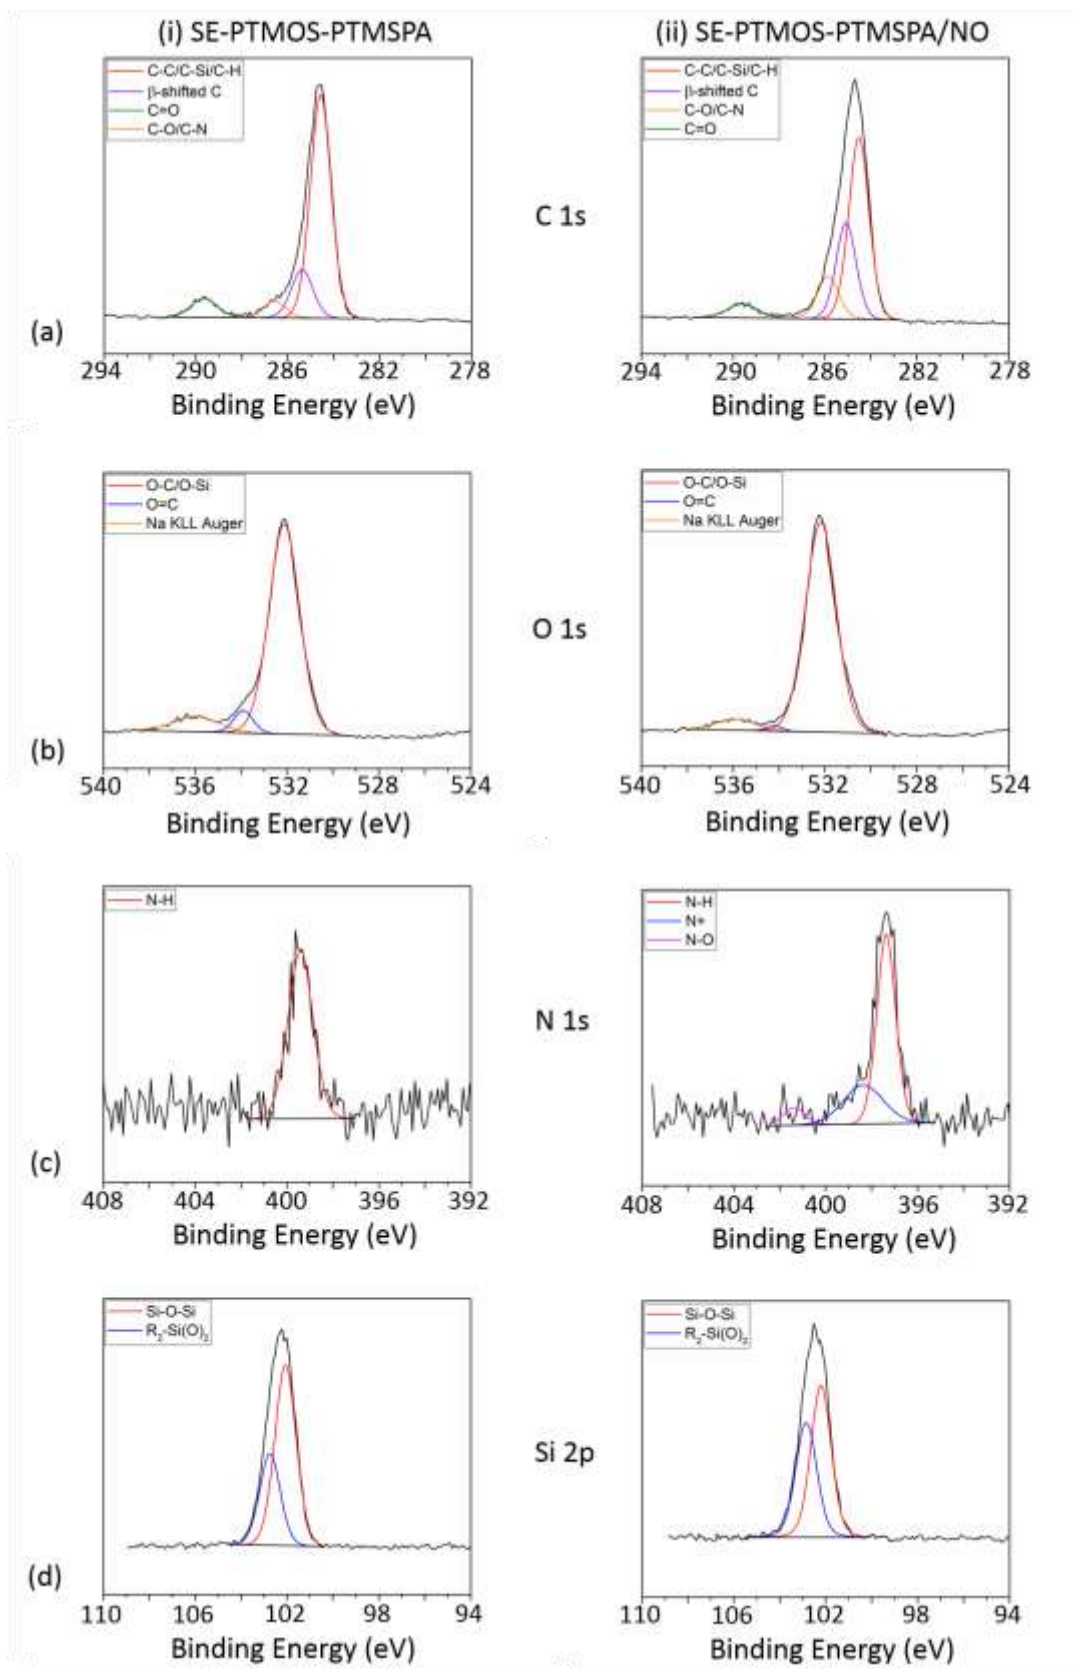 (i) SE-PTMOS-PTMSPA
(ii) SE-PTMOS-PTMSPA/NO
C-C/C-Si/C-H
β-shifted C
C=O
C-O/C-N
C-C/C-Si/C-H
β-shifted C
C-O/C-N
C=O
C 1s
(a)
294 290 286 282 278
Binding Energy (eV)
294 290 286 282 278
Binding Energy (eV)
O-C/O-Si
O=C
Na KLL Auger
O-C/O-Si
O=C
Na KLL Auger
O 1s
(b)
540 536 532 528 524
Binding Energy (eV)
540 536 532 528 524
Binding Energy (eV)
N-H
N-H
N+
N-O
N 1s
(c)
408 404 400 396 392
Binding Energy (eV)
408 404 400 396 392
Binding Energy (eV)
Si-O-Si
R₂-Si(O)₂
Si-O-Si
R₂-Si(O)₂
Si 2p
(d)
110 106 102 98 94
Binding Energy (eV)
110 106 102 98 94
Binding Energy (eV)